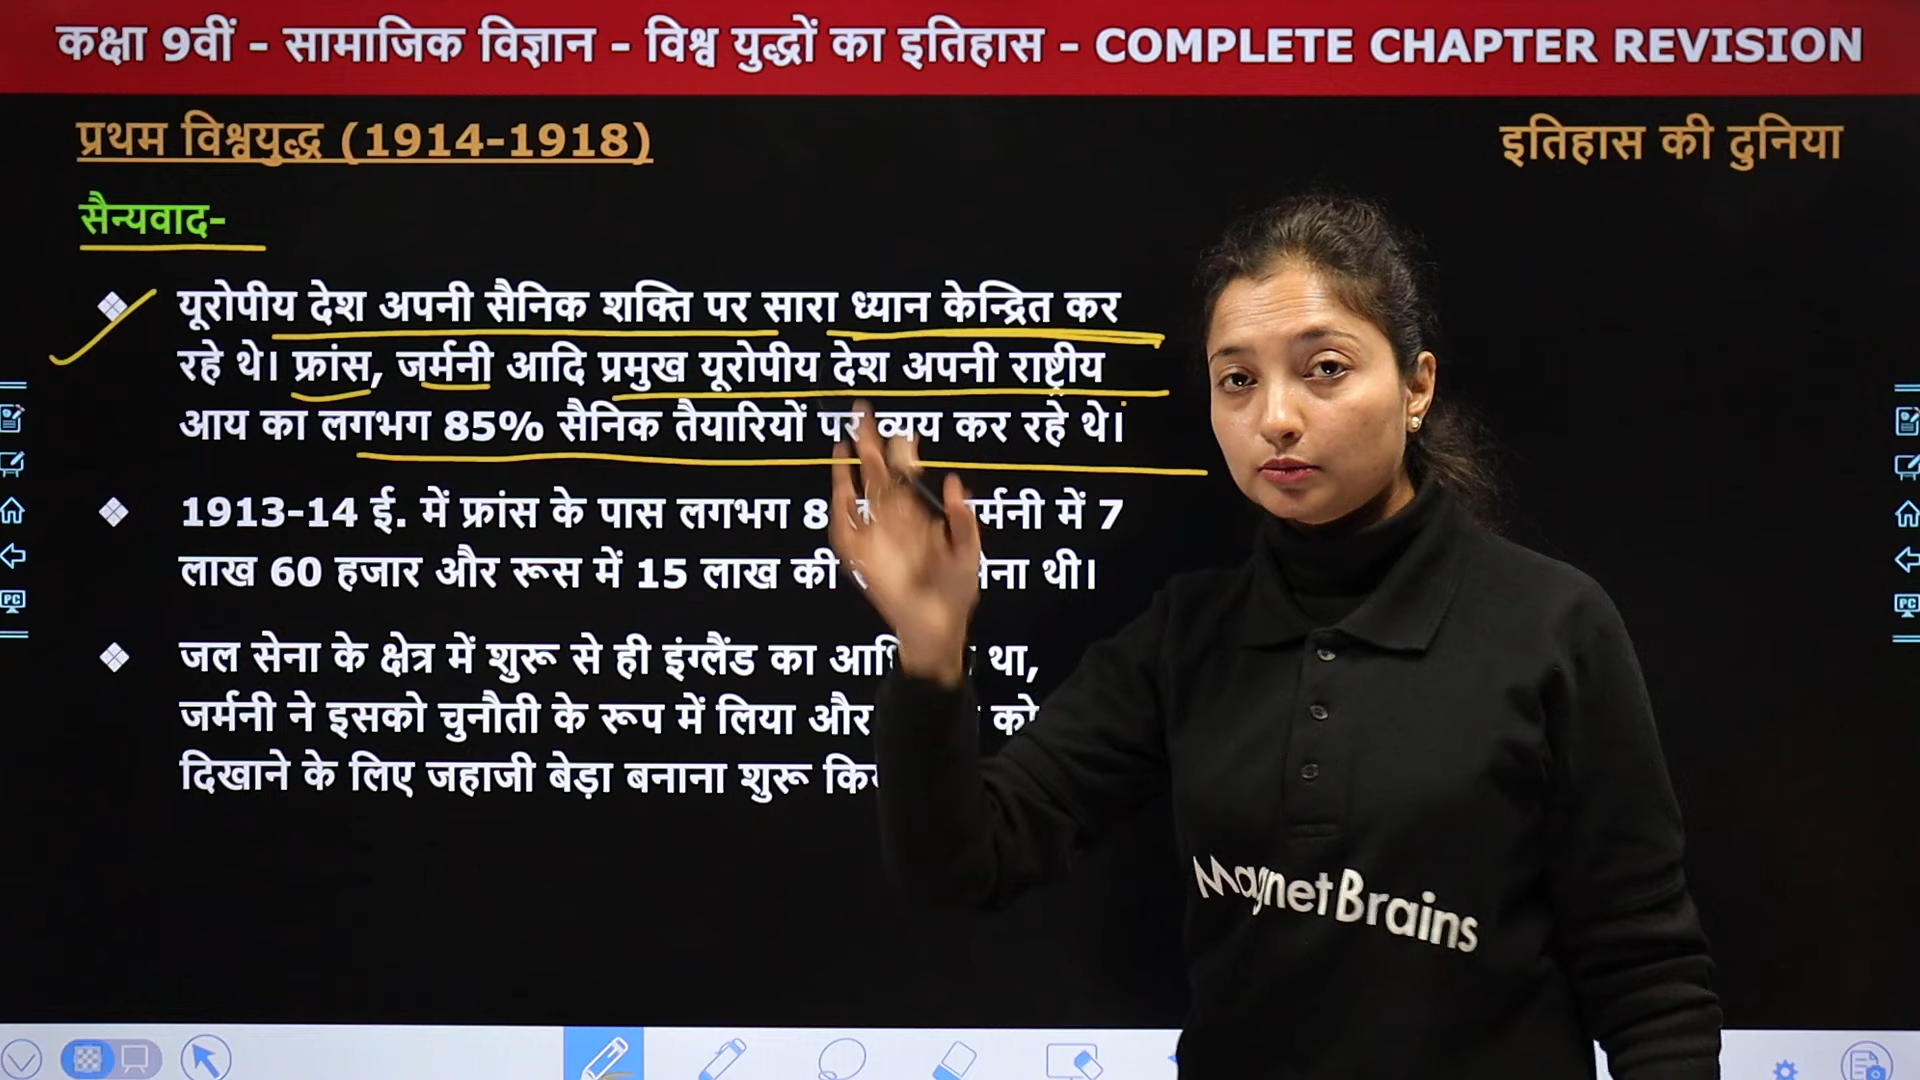 कक्षा 9वीं - सामाजिक विज्ञान - विश्व युद्धों का इतिहास - COMPLETE CHAPTER REVISION
प्रथम विश्वयुद्ध (1914-1918)
इतिहास की दुनिया
सैन्यवाद-
यूरोपीय देश अपनी सैनिक शक्ति पर सारा ध्यान केन्द्रित कर
रहे थे। फ्रांस, जर्मनी आदि प्रमुख यूरोपीय देश अपनी राष्ट्रीय
आय का लगभग 85% सैनिक तैयारियों पर व्यय कर रहे थे।
1913-14 ई. में फ्रांस के पास लगभग 8 में 7
लाख 60 हजार और रूस में 15 लाख की थी।
जल सेना के क्षेत्र में शुरू से ही इंग्लैंड का था,
जर्मनी ने इसको चुनौती के रूप में लिया और को
दिखाने के लिए जहाजी बेड़ा बनाना शुरू
MagnetBrains
PC
PC